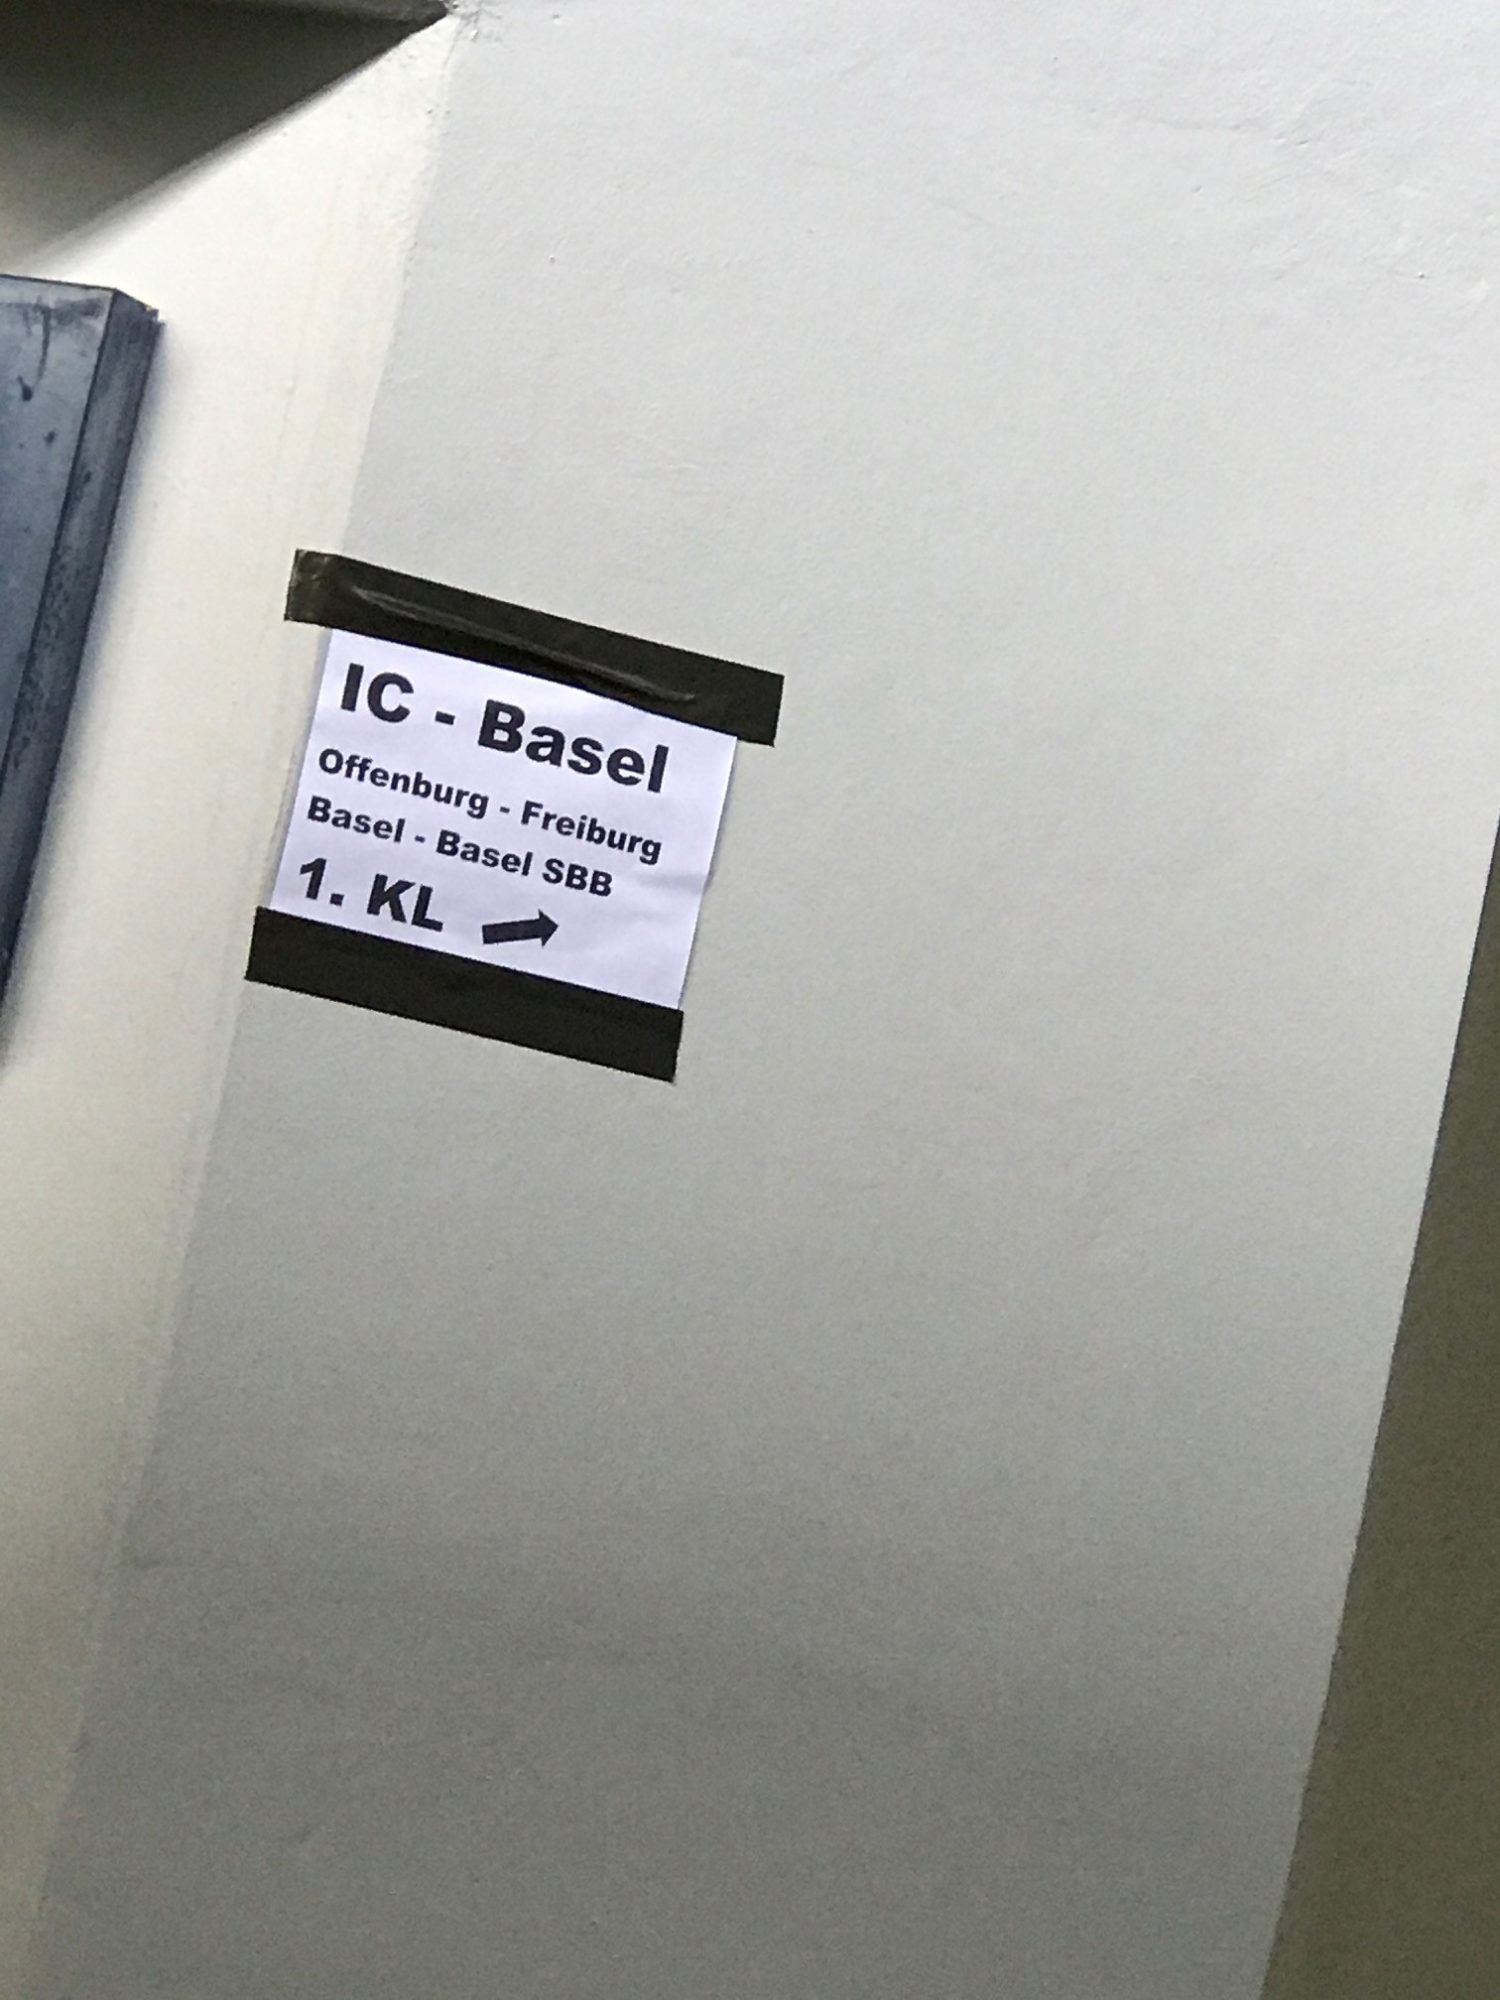 IC - Basel
Offenburg - Freiburg
Basel - Basel SBB
1. KL →